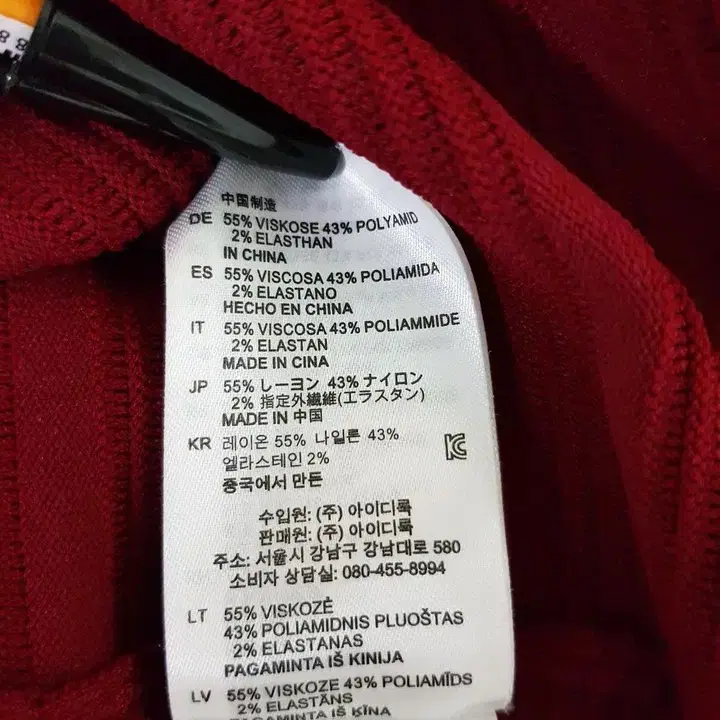 中国制造
DE 55% VISKOSE 43% POLYAMID
2% ELASTHAN
IN CHINA
ES 55% VISCOSA 43% POLIAMIDA
2% ELASTANO
HECHO EN CHINA
IT 55% VISCOSA 43% POLIAMMIDE
2% ELASTAN
MADE IN CINA
JP 55% レーヨン 43% ナイロン
2% 指定外繊維(エラスタン)
MADE IN 中国
KR 레이온 55% 나일론 43%
엘라스테인 2%
중국에서 만든
수입원: (주) 아이디룩
판매원: (주) 아이디룩
주소: 서울시 강남구 강남대로 580
소비자 상담실: 080-455-8994
LT 55% VISKOZĖ
43% POLIAMIDNIS PLUOŠTAS
2% ELASTANAS
PAGAMINTA IŠ KINIJA
LV 55% VISKOZE 43% POLIAMĪDS
2% ELASTĀNS
IZGATAVOTA IŠ ĶĪNA